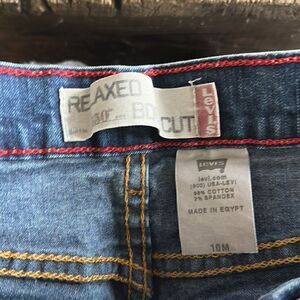 RELAXED
BOOT CUT
Levi's
Levi's
levi.com
(800) USA-LEVI
98% COTTON
2% SPANDEX
MADE IN EGYPT
10M